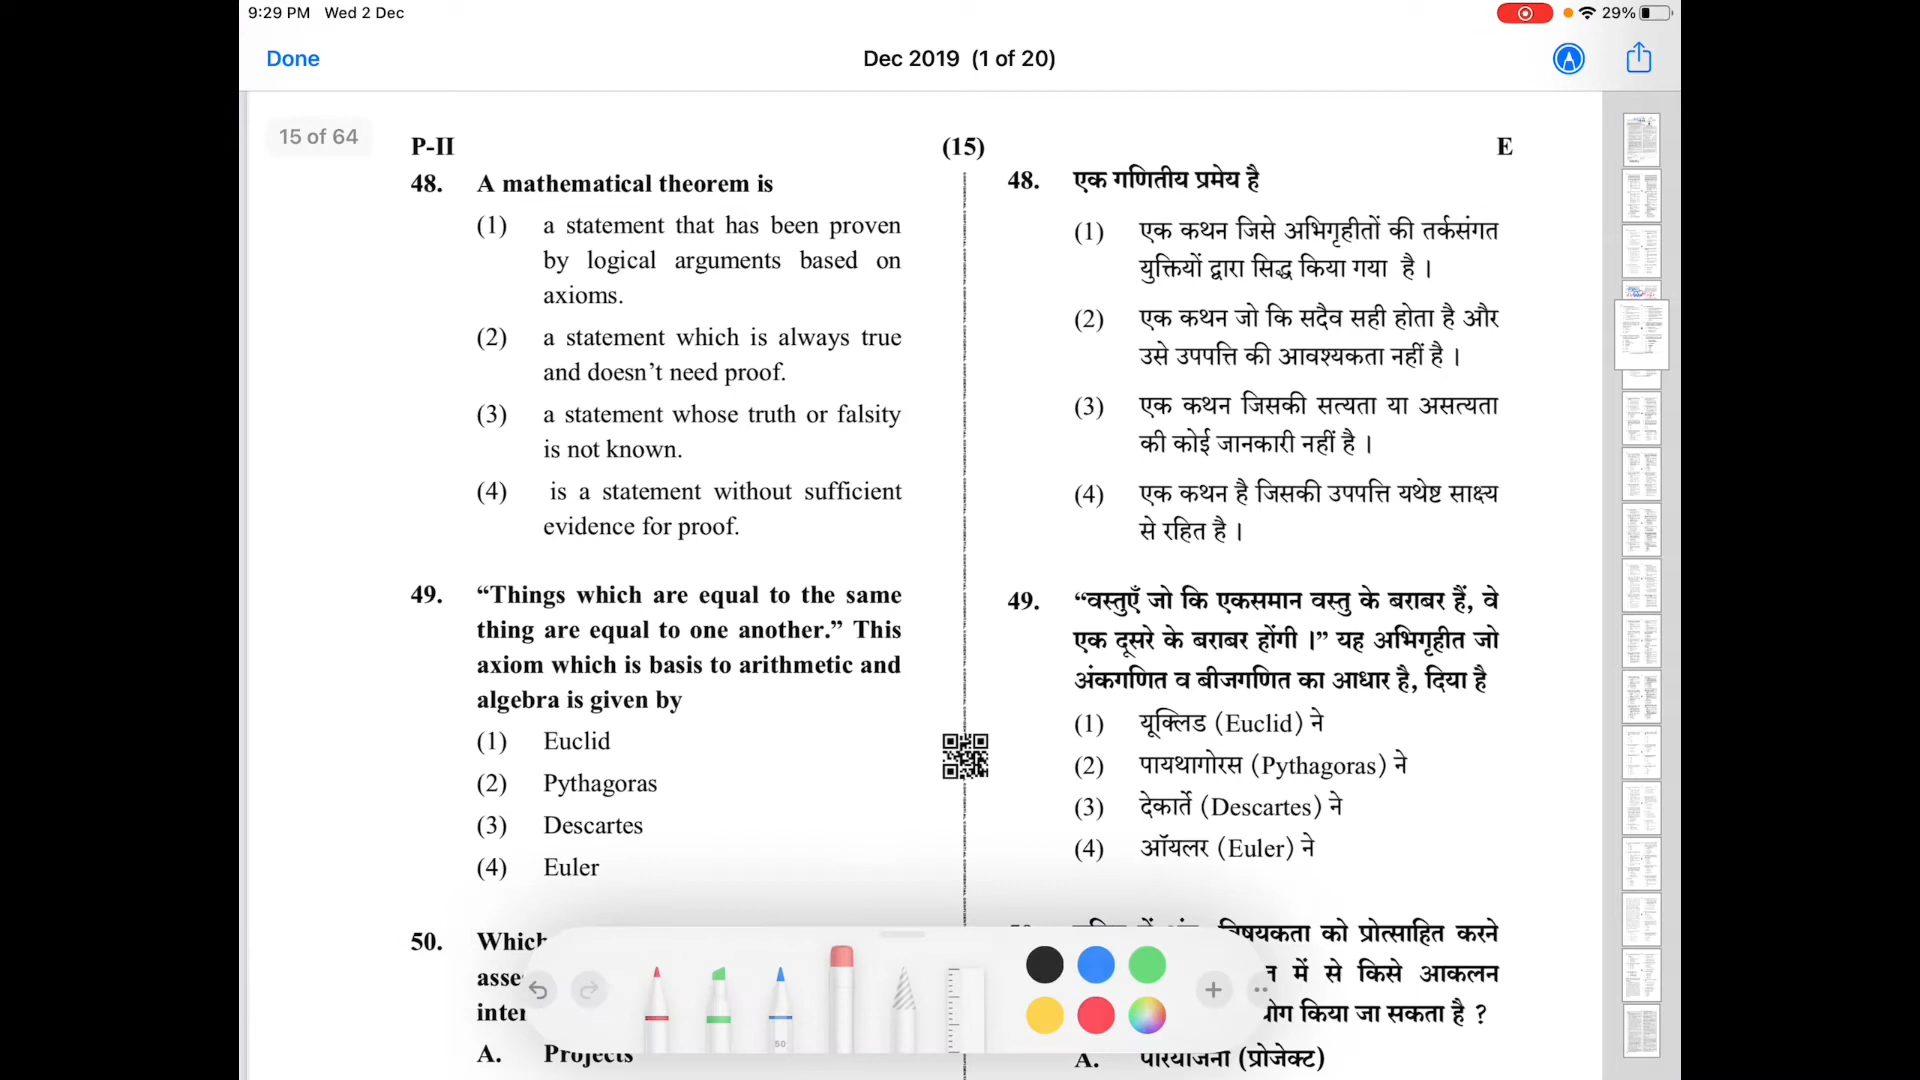 9:29 PM Wed 2 Dec
29%
Done
Dec 2019 (1 of 20)
15 of 64
P-II
(15)
E
48. A mathematical theorem is
(1) a statement that has been proven
by logical arguments based on
axioms.
(2) a statement which is always true
and doesn’t need proof.
(3) a statement whose truth or falsity
is not known.
(4) is a statement without sufficient
evidence for proof.
49. “Things which are equal to the same
thing are equal to one another.” This
axiom which is basis to arithmetic and
algebra is given by
(1) Euclid
(2) Pythagoras
(3) Descartes
(4) Euler
50.
A. Projects
48. एक गणितीय प्रमेय है
(1) एक कथन जिसे अभिगृहीतों की तर्कसंगत
युक्तियों द्वारा सिद्ध किया गया है ।
(2) एक कथन जो कि सदैव सही होता है और
उसे उपपत्ति की आवश्यकता नहीं है ।
(3) एक कथन जिसकी सत्यता या असत्यता
की कोई जानकारी नहीं है ।
(4) एक कथन है जिसकी उपपत्ति यथेष्ट साक्ष्य
से रहित है ।
49. “वस्तुएँ जो कि एकसमान वस्तु के बराबर हैं, वे
एक दूसरे के बराबर होंगी ।” यह अभिगृहीत जो
अंकगणित व बीजगणित का आधार है, दिया है
(1) यूक्लिड (Euclid) ने
(2) पायथागोरस (Pythagoras) ने
(3) देकार्ते (Descartes) ने
(4) ऑयलर (Euler) ने
को प्रोत्साहित करने
में से किसे आकलन
किया जा सकता है ?
A. परियोजना (प्रोजेक्ट)
50